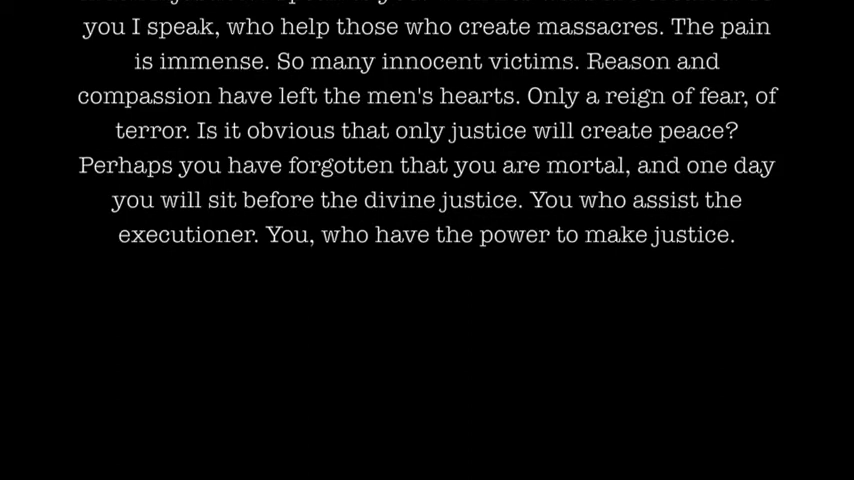 you I speak, who help those who create massacres. The pain
is immense. So many innocent victims. Reason and
compassion have left the men's hearts. Only a reign of fear, of
terror. Is it obvious that only justice will create peace?
Perhaps you have forgotten that you are mortal, and one day
you will sit before the divine justice. You who assist the
executioner. You, who have the power to make justice.